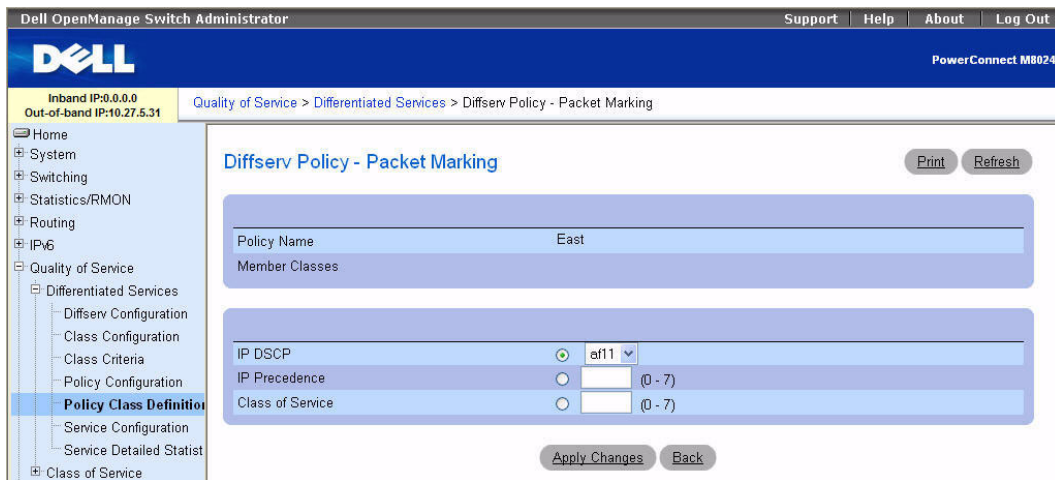 Dell OpenManage Switch Administrator Support Help About Log Out
DELL
PowerConnect M8024
Inband IP:0.0.0.0
Out-of-band IP:10.27.5.31
Quality of Service > Differentiated Services > Diffserv Policy - Packet Marking
Home
System
Switching
Statistics/RMON
Routing
IPv6
Quality of Service
Differentiated Services
Diffserv Configuration
Class Configuration
Class Criteria
Policy Configuration
Policy Class Definition
Service Configuration
Service Detailed Statist
Class of Service
Diffserv Policy - Packet Marking
Print Refresh
Policy Name East
Member Classes
IP DSCP af11
IP Precedence (0 - 7)
Class of Service (0 - 7)
Apply Changes Back